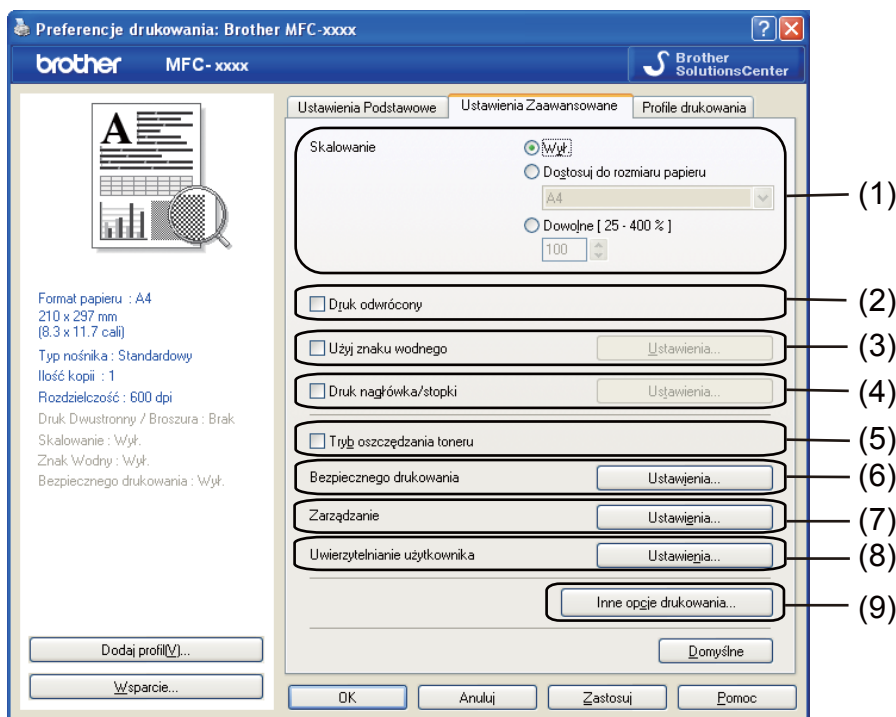 Preferencje drukowania: Brother MFC-xxxx
brother MFC- xxxx
Brother
SolutionsCenter
Ustawienia Podstawowe Ustawienia Zaawansowane Profile drukowania
A
Skalowanie
Wył.
Dostosuj do rozmiaru papieru
A4
Dowolne [ 25 - 400 % ]
100
(1)
Druk odwrócony
(2)
Użyj znaku wodnego Ustawienia...
(3)
Druk nagłówka/stopki Ustawienia...
(4)
Tryb oszczędzania toneru
(5)
Bezpiecznego drukowania Ustawienia...
(6)
Zarządzanie Ustawienia...
(7)
Uwierzytelnianie użytkownika Ustawienia...
(8)
Inne opcje drukowania...
(9)
Domyślne
Format papieru : A4
210 x 297 mm
(8.3 x 11.7 cali)
Typ nośnika : Standardowy
Ilość kopii : 1
Rozdzielczość : 600 dpi
Druk Dwustronny / Broszura : Brak
Skalowanie : Wył.
Znak Wodny : Wył.
Bezpiecznego drukowania : Wył.
Dodaj profil(V)...
Wsparcie...
OK Anuluj Zastosuj Pomoc